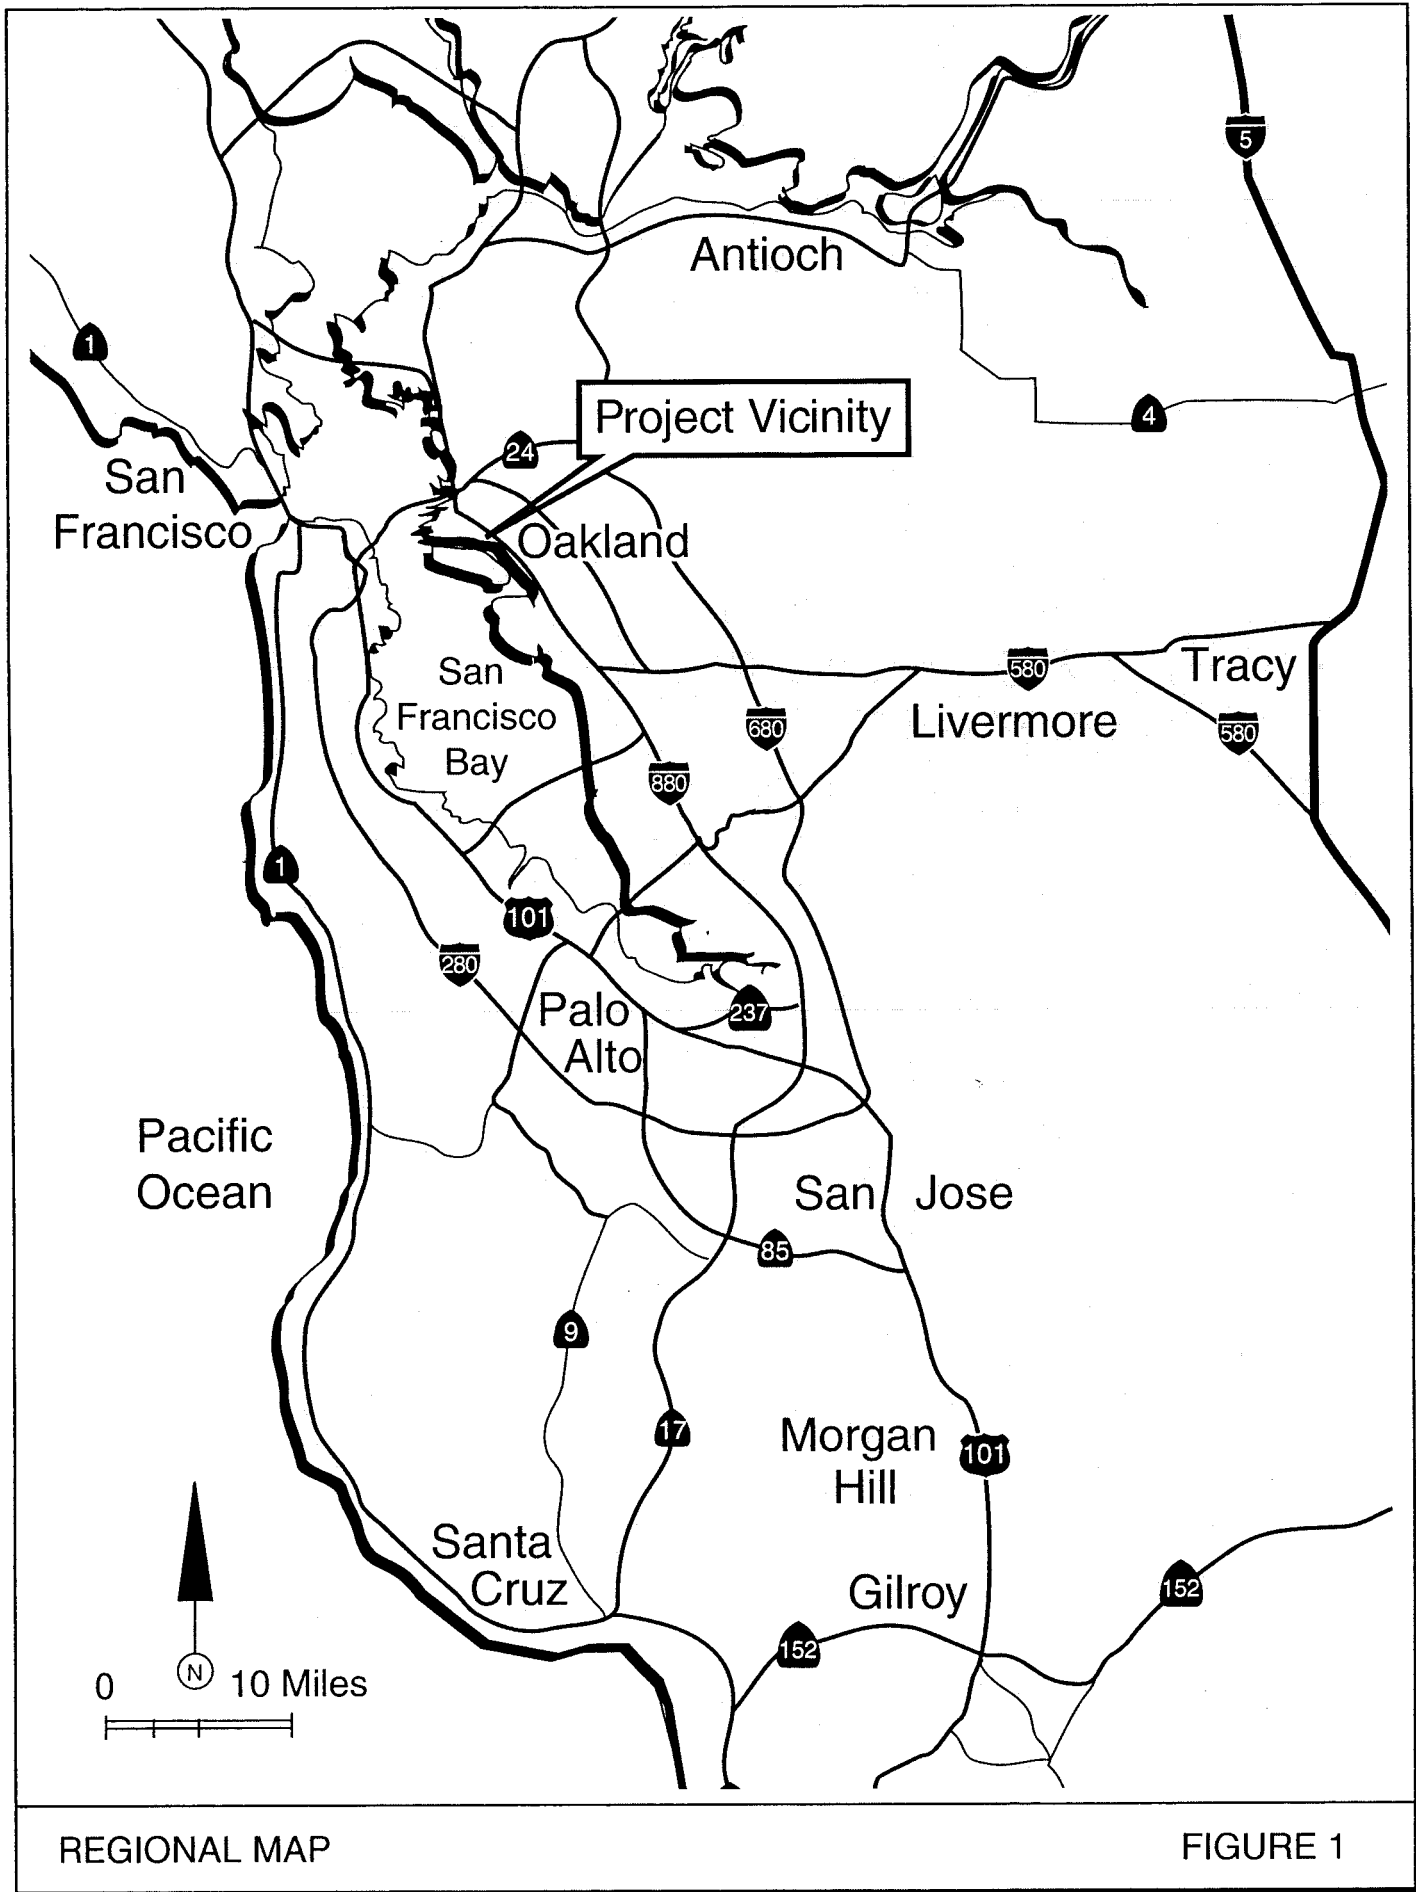 5
Antioch
1
Project Vicinity
4
24
San
Francisco
Oakland
580
Tracy
San
Francisco
Bay
680
Livermore
580
880
1
101
280
Palo
Alto
237
Pacific
Ocean
San Jose
85
9
17
Morgan
Hill
101
Santa
Cruz
Gilroy
152
152
N
0 10 Miles
REGIONAL MAP
FIGURE 1